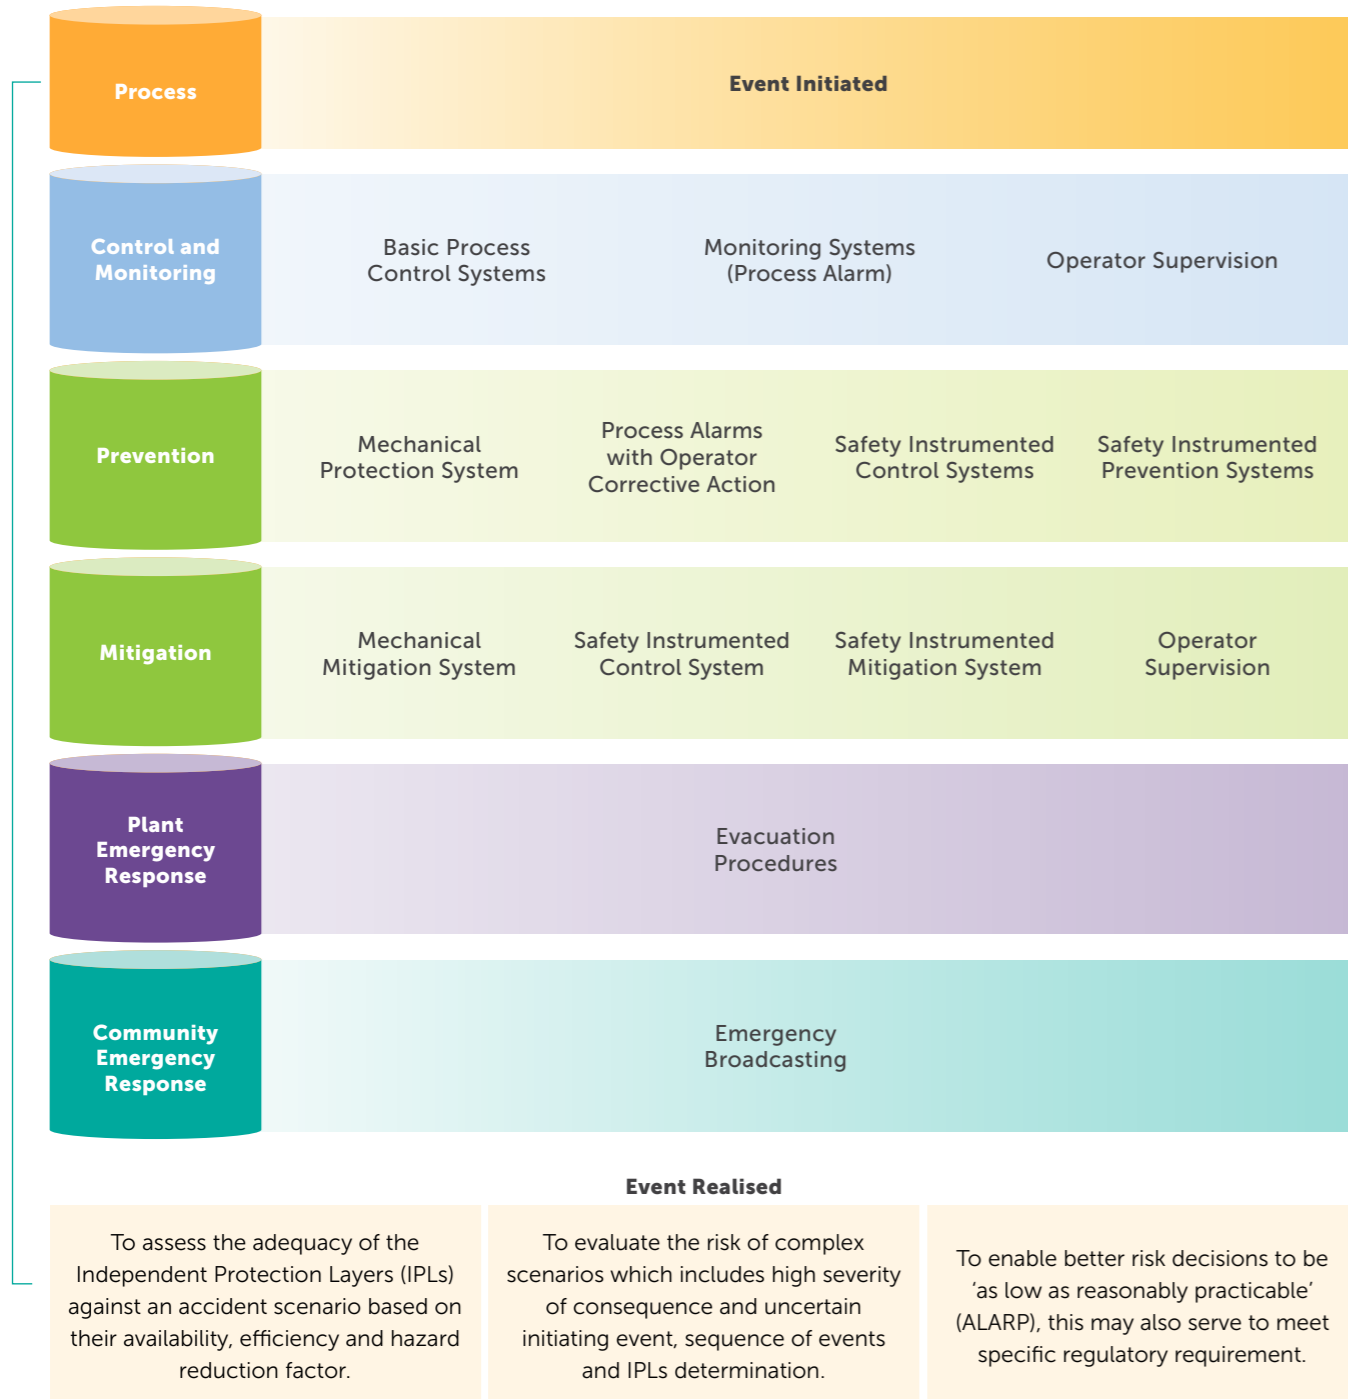 Process
Event Initiated
Control and
Monitoring
Basic Process
Control Systems
Monitoring Systems
(Process Alarm)
Operator Supervision
Prevention
Mechanical
Protection System
Process Alarms
with Operator
Corrective Action
Safety Instrumented
Control Systems
Safety Instrumented
Prevention Systems
Mitigation
Mechanical
Mitigation System
Safety Instrumented
Control System
Safety Instrumented
Mitigation System
Operator
Supervision
Plant
Emergency
Response
Evacuation
Procedures
Community
Emergency
Response
Emergency
Broadcasting
Event Realised
To assess the adequacy of the
Independent Protection Layers (IPLs)
against an accident scenario based on
their availability, efficiency and hazard
reduction factor.
To evaluate the risk of complex
scenarios which includes high severity
of consequence and uncertain
initiating event, sequence of events
and IPLs determination.
To enable better risk decisions to be
‘as low as reasonably practicable’
(ALARP), this may also serve to meet
specific regulatory requirement.